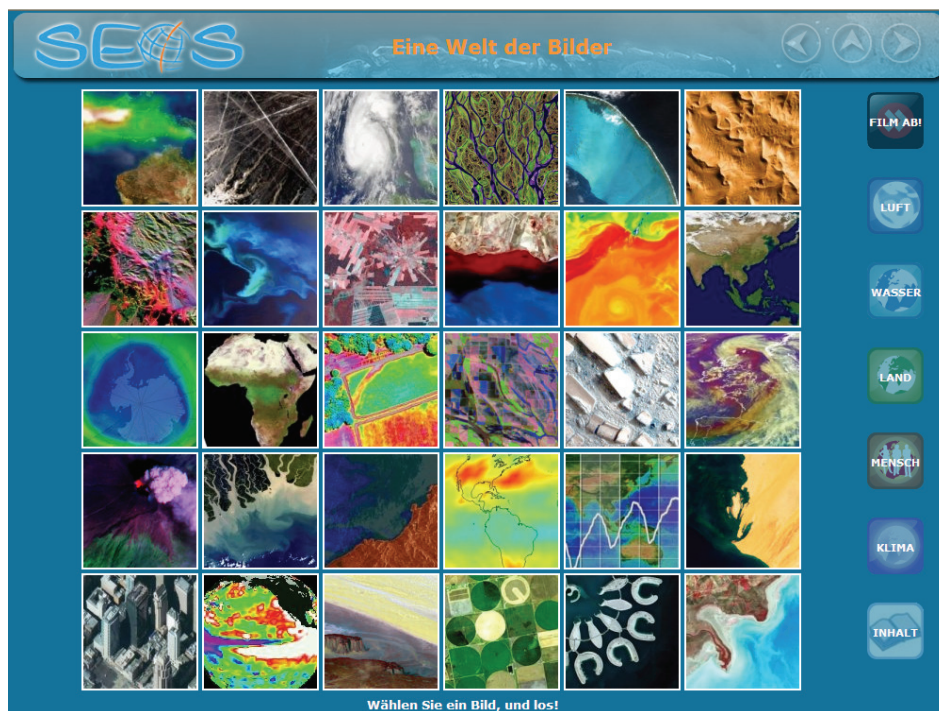 SEOS
Eine Welt der Bilder
FILM AB!
LUFT
WASSER
LAND
MENSCH
KLIMA
INHALT
Wählen Sie ein Bild, und los!